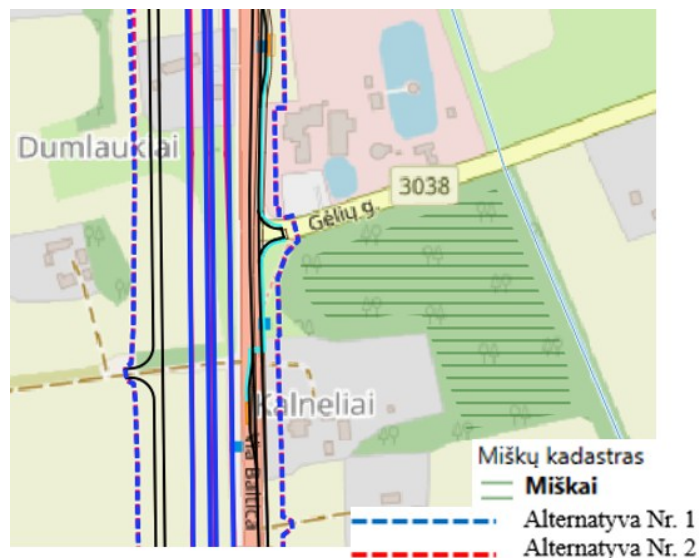 Dumlaukiai
3038
Gėlių g.
Kalneliai
Via Baltica
Miškų kadastras
Miškai
Alternatyva Nr. 1
Alternatyva Nr. 2